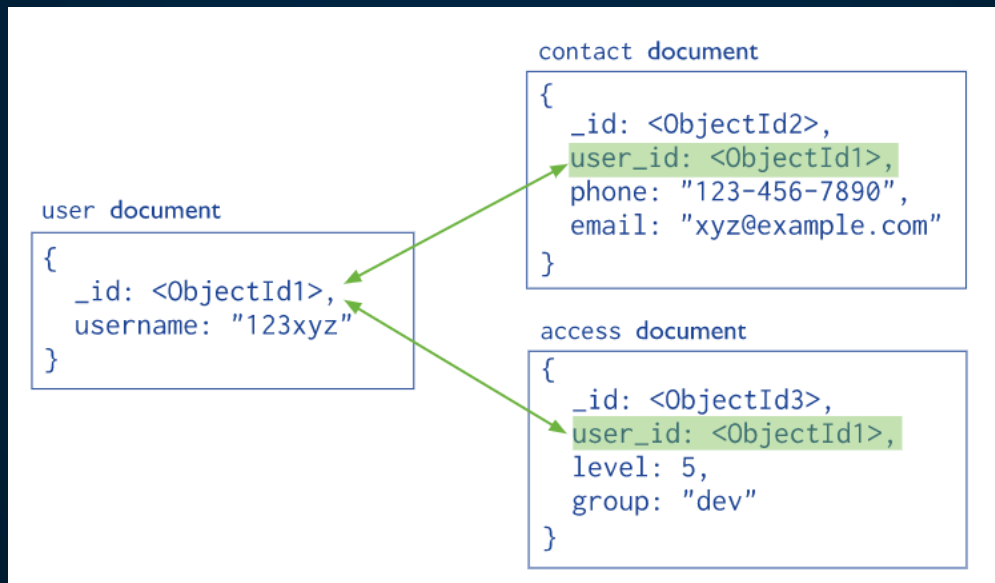 user document
{
_id: <ObjectId1>,
username: "123xyz"
}
contact document
{
_id: <ObjectId2>,
user_id: <ObjectId1>,
phone: "123-456-7890",
email: "xyz@example.com"
}
access document
{
_id: <ObjectId3>,
user_id: <ObjectId1>,
level: 5,
group: "dev"
}